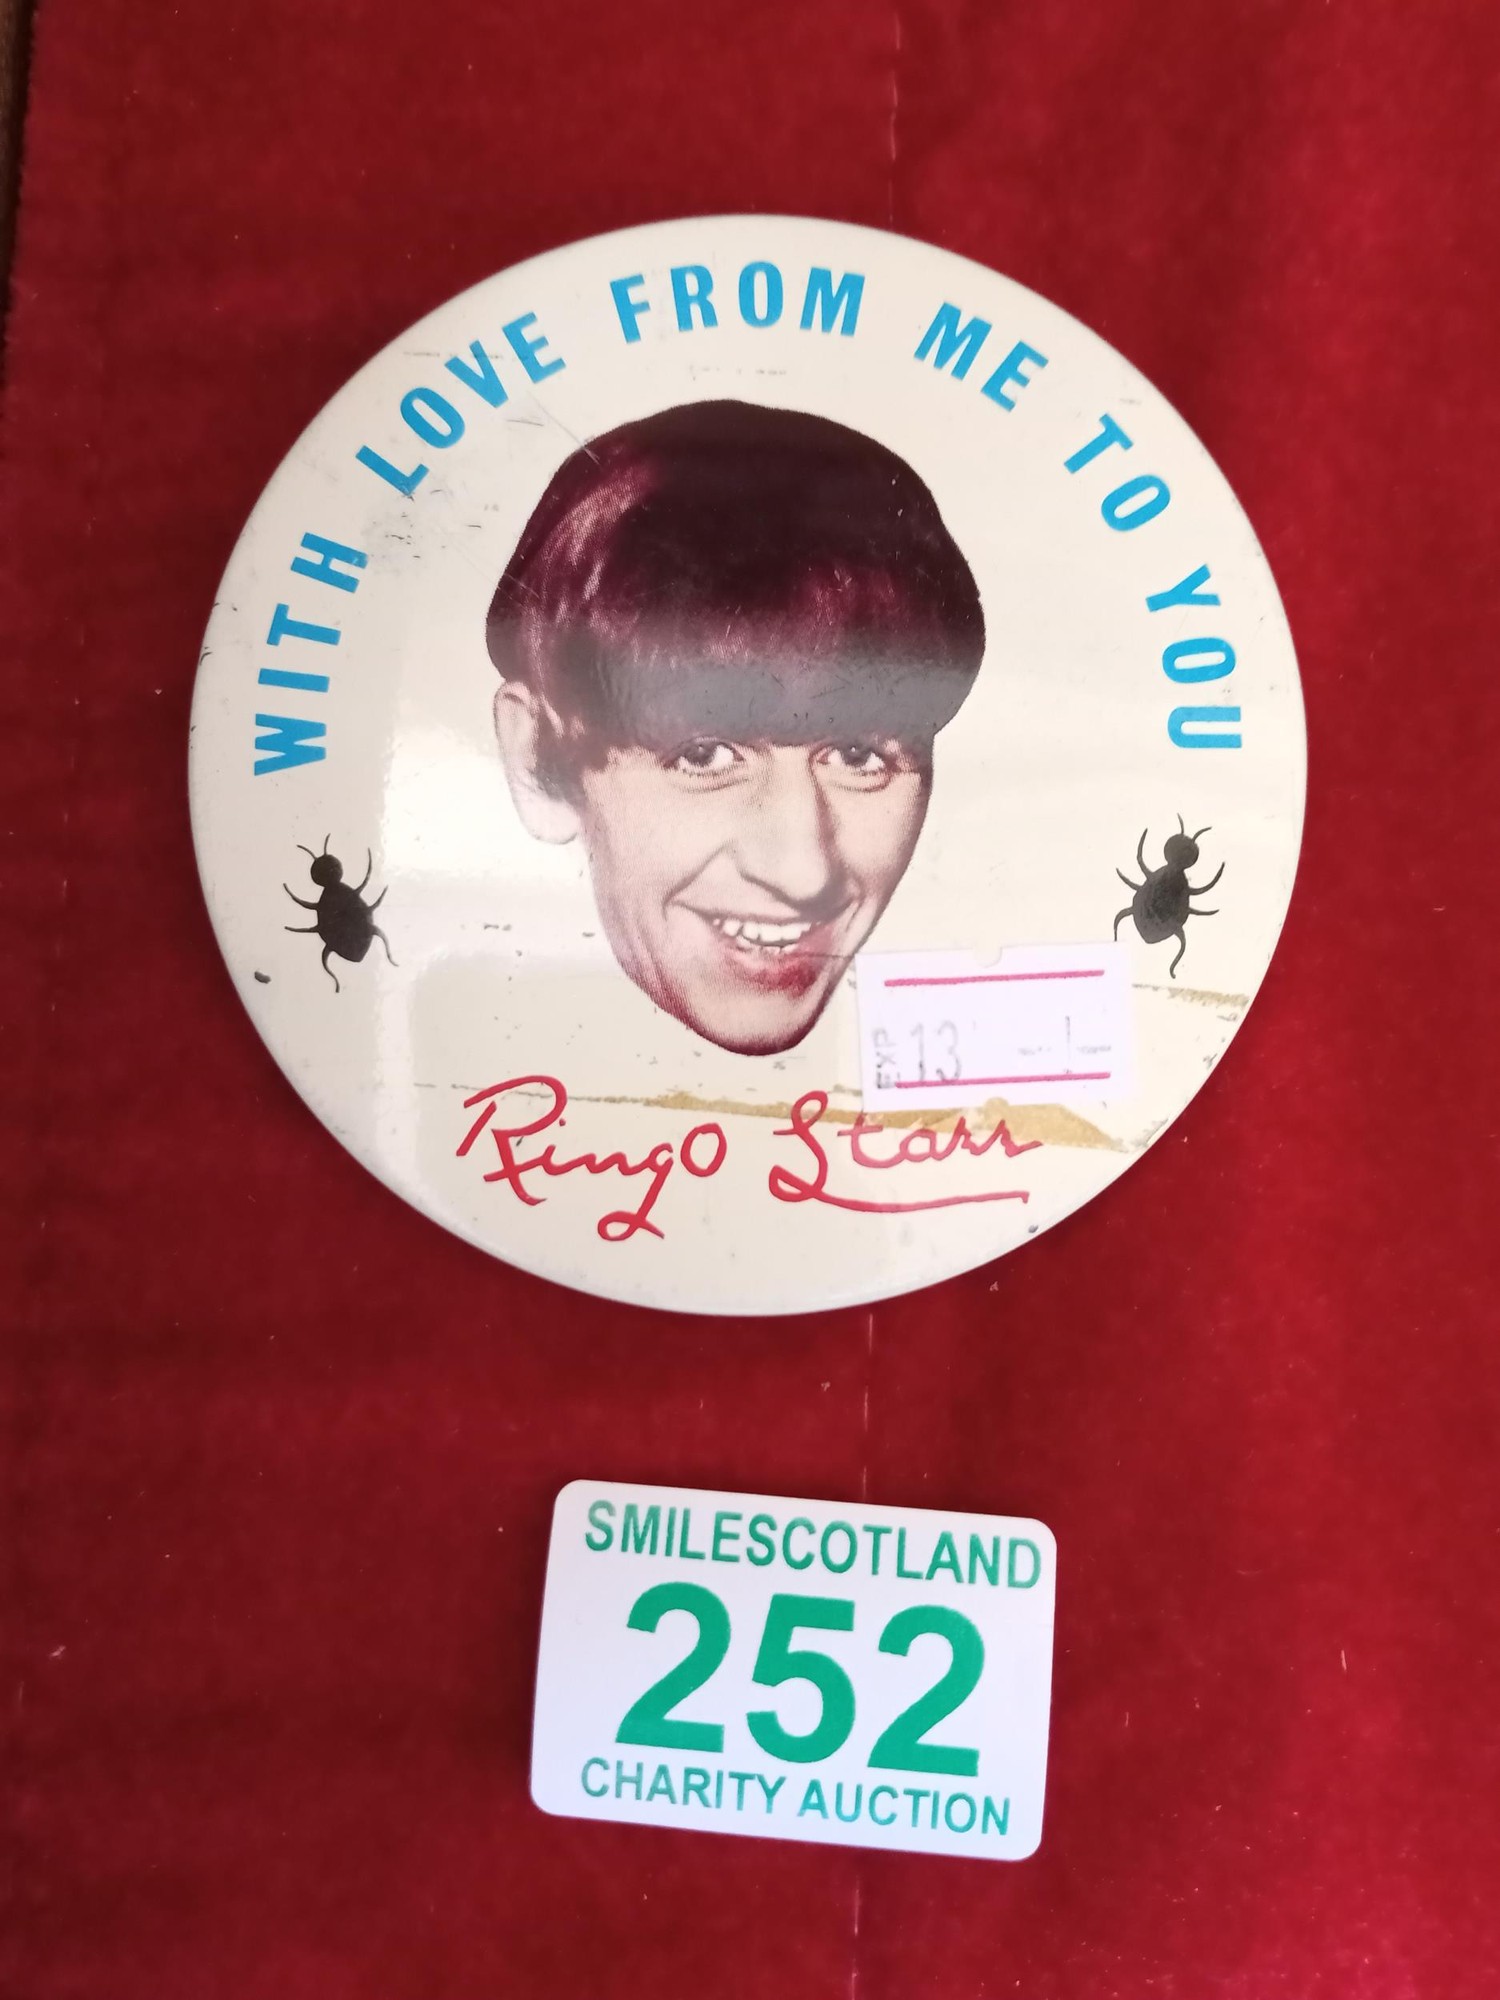 WITH LOVE FROM ME TO YOU
EXP 13
Ringo Starr
SMILESCOTLAND
252
CHARITY AUCTION